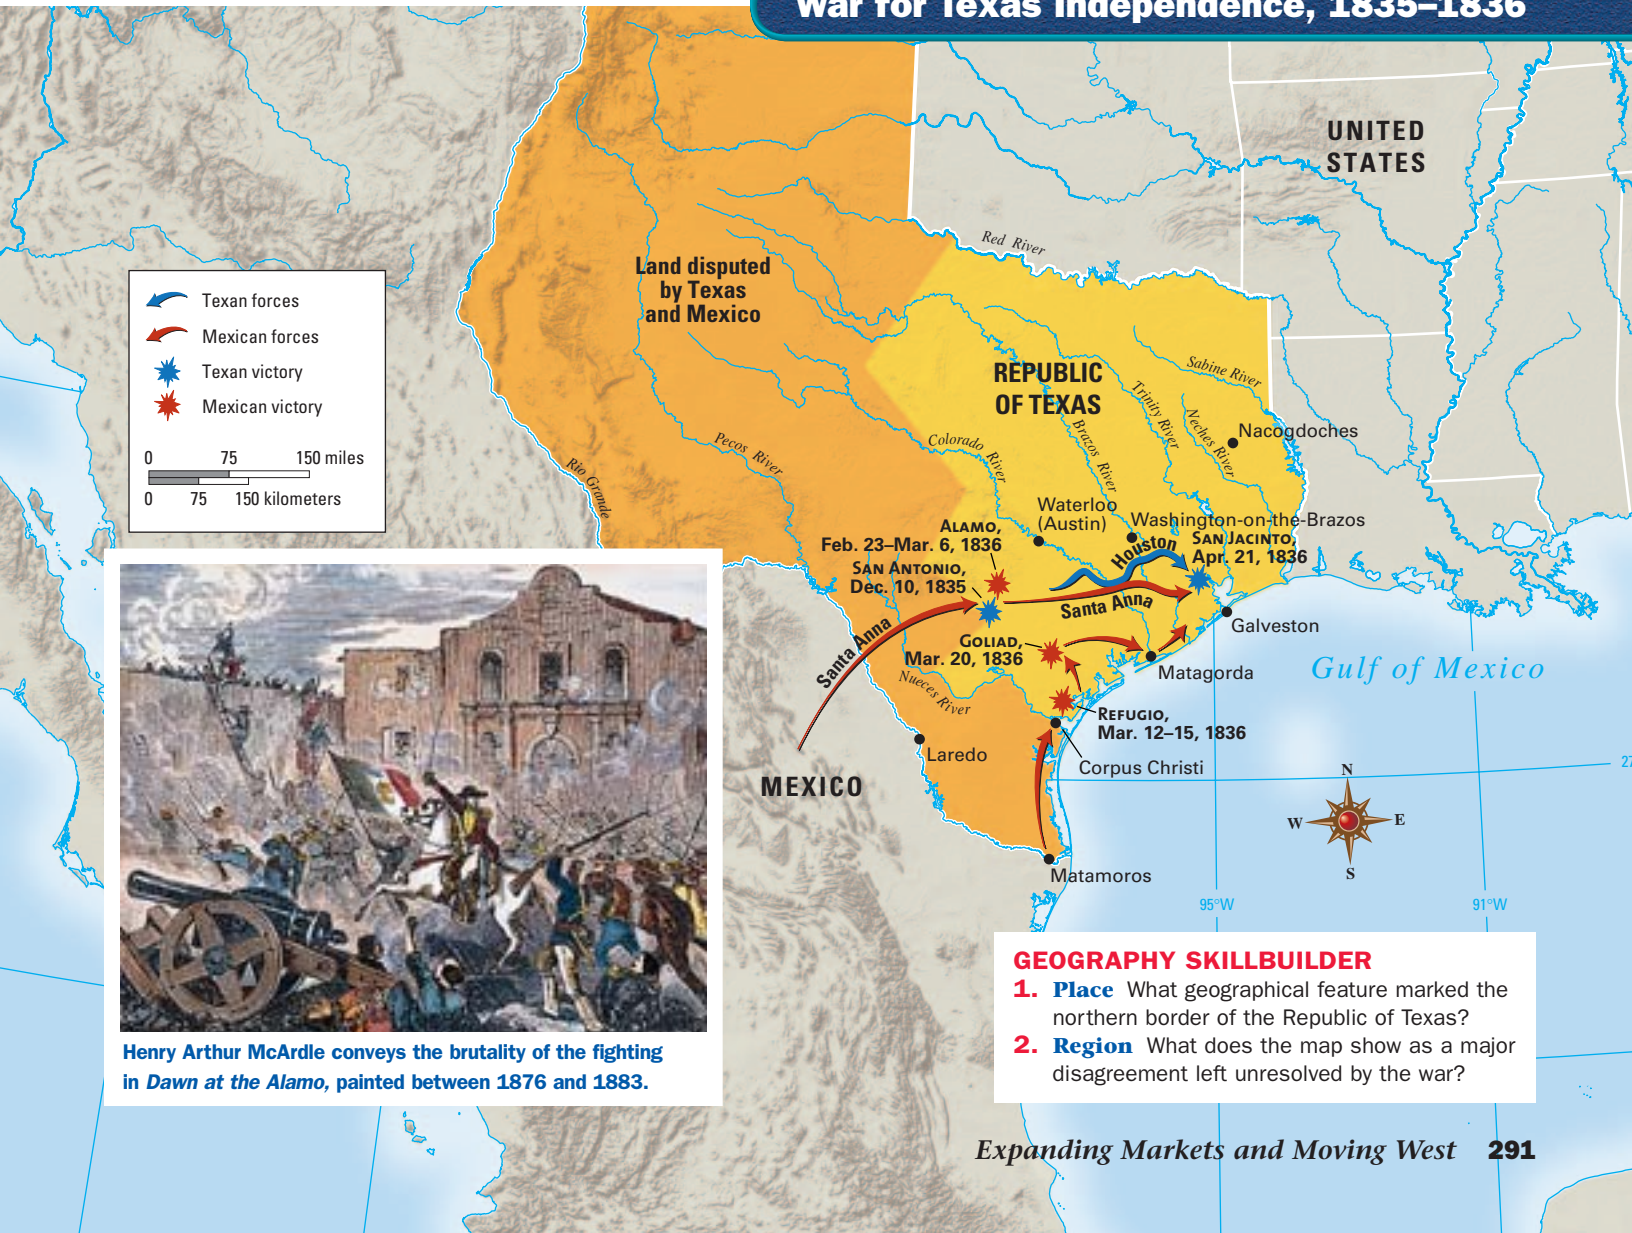 War for Texas Independence, 1835–1836
UNITED
STATES
Red River
Land disputed
by Texas
and Mexico
Texan forces
Mexican forces
Texan victory
Mexican victory
0 75 150 miles
0 75 150 kilometers
REPUBLIC
OF TEXAS
Sabine River
Trinity River
Neches River
Brazos River
Colorado River
Pecos River
Rio Grande
Nacogdoches
Waterloo
(Austin)
Washington-on-the-Brazos
ALAMO,
Feb. 23–Mar. 6, 1836
SAN JACINTO,
Apr. 21, 1836
Houston
SAN ANTONIO,
Dec. 10, 1835
Santa Anna
Santa Anna
Galveston
GOLIAD,
Mar. 20, 1836
Matagorda
Gulf of Mexico
Nueces River
REFUGIO,
Mar. 12–15, 1836
Laredo
Corpus Christi
MEXICO
27
N
W E
S
Matamoros
95°W
91°W
GEOGRAPHY SKILLBUILDER
1. Place What geographical feature marked the
northern border of the Republic of Texas?
2. Region What does the map show as a major
disagreement left unresolved by the war?
Henry Arthur McArdle conveys the brutality of the fighting
in Dawn at the Alamo, painted between 1876 and 1883.
Expanding Markets and Moving West 291